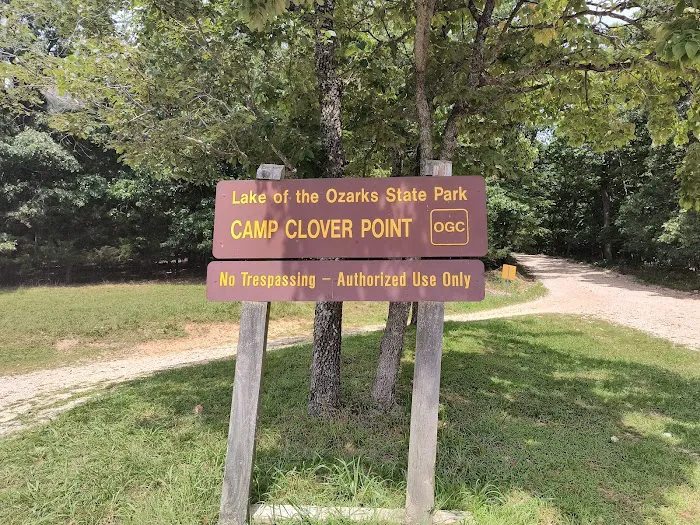 Lake of the Ozarks State Park
CAMP CLOVER POINT OGC
No Trespassing – Authorized Use Only